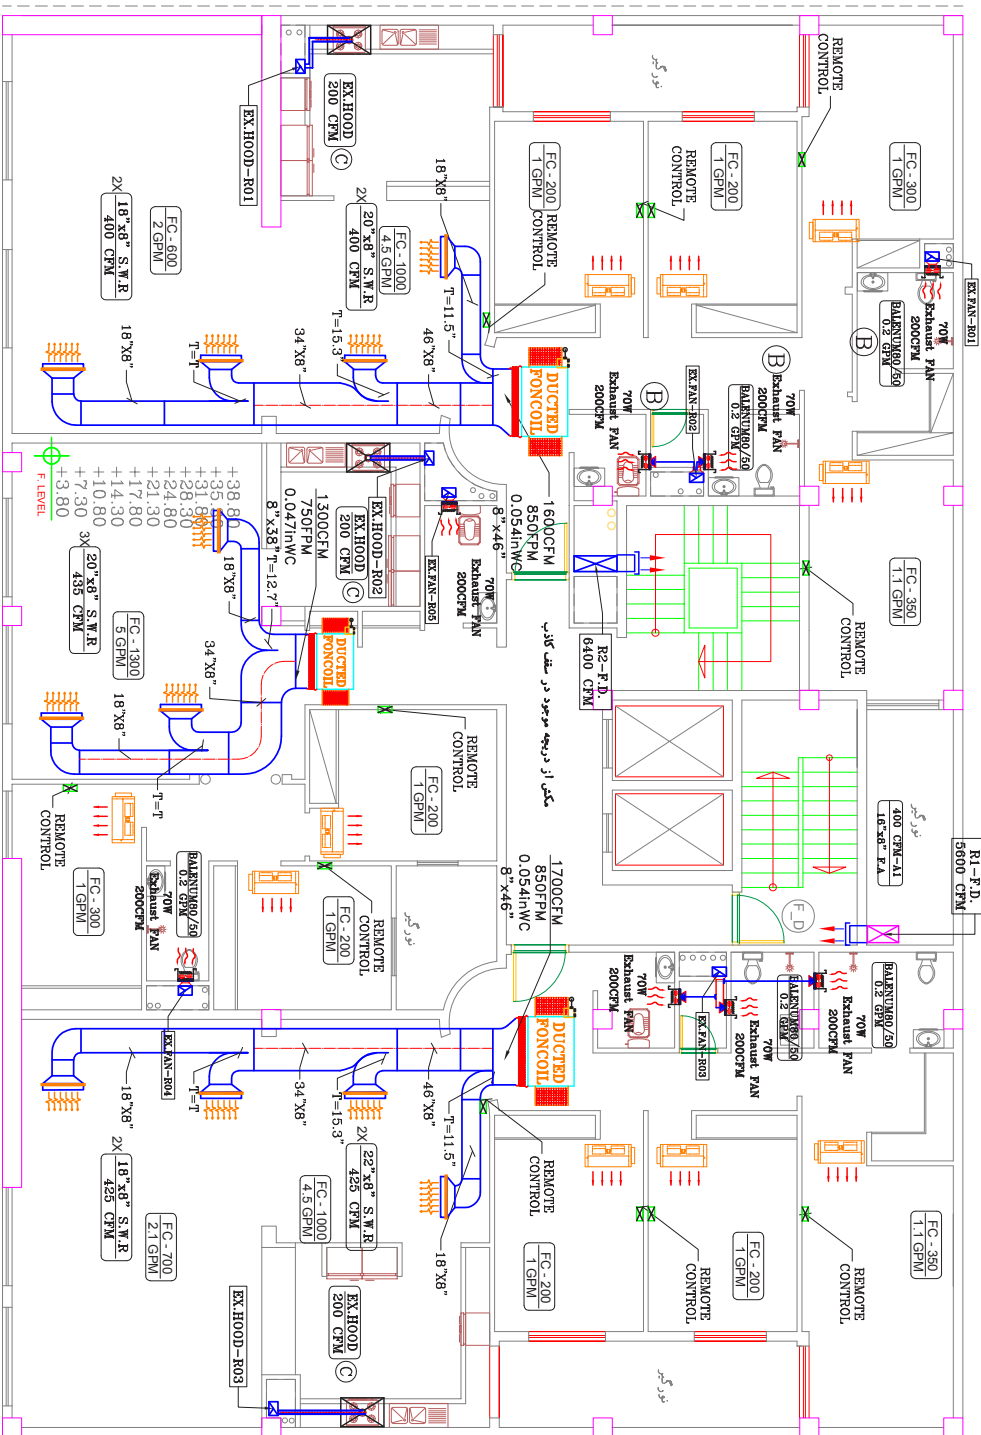 REMOTE
CONTROL
FC - 300
1 GPM
EX.FAN-R01
70W
Exhaust FAN
200CFM
BALENUM80/50
0.2 GPM
B
نورگیر
REMOTE
CONTROL
FC - 200
1 GPM
FC - 200
1 GPM
REMOTE
CONTROL
EX.HOOD
200 CFM
C
EX.HOOD-R01
18"X8"
2X
20"x8" S.W.R
400 CFM
FC - 1000
4.5 GPM
2X
18"x8" S.W.R
400 CFM
FC - 600
2 GPM
18"X8"
T=T
34"X8"
T=15.3"
46"X8"
T=11.5"
DUCTED
FONCOIL
B
70W
Exhaust FAN
200CFM
BALENUM80/50
0.2 GPM
EX.FAN-R02
B
70W
Exhaust FAN
200CFM
1600CFM
850FPM
0.054inWC
8"x46"
FC - 350
1.1 GPM
REMOTE
CONTROL
R2-F.D.
6400 CFM
مکش از دریچه موجود در سقف کاذب
EX.HOOD-R02
EX.HOOD
200 CFM
C
EX.FAN-R05
70W
Exhaust FAN
200CFM
1300CFM
750FPM
0.047inWC
8"x38"
T=12.7"
F. LEVEL
+38.80
+35.
+31.80
+28.30
+24.80
+21.30
+17.80
+14.30
+10.80
+7.30
+3.80
18"X8"
3X
20"x8" S.W.R
435 CFM
FC - 1300
5 GPM
34"X8"
18"X8"
T=T
DUCTED
FONCOIL
REMOTE
CONTROL
FC - 200
1 GPM
REMOTE
CONTROL
FC - 300
1 GPM
BALENUM80/50
0.2 GPM
70W
Exhaust FAN
200CFM
FC - 200
1 GPM
REMOTE
CONTROL
نورگیر
EX.FAN-R04
نورگیر
400 CFM-A1
16"x8" F.A
R1-F.D.
5600 CFM
F_D
1700CFM
850FPM
0.054inWC
8"x46"
DUCTED
FONCOIL
70W
Exhaust FAN
200CFM
EX.FAN-R03
BALENUM80/50
0.2 GPM
70W
Exhaust FAN
200CFM
BALENUM80/50
0.2 GPM
70W
Exhaust FAN
200CFM
18"X8"
T=T
34"X8"
T=15.3"
46"X8"
T=11.5"
18"X8"
2X
22"x8" S.W.R
425 CFM
FC - 1000
4.5 GPM
2X
18"x8" S.W.R
425 CFM
FC - 700
2.1 GPM
REMOTE
CONTROL
FC - 200
1 GPM
REMOTE
CONTROL
FC - 200
1 GPM
REMOTE
CONTROL
FC - 350
1.1 GPM
EX.HOOD
200 CFM
C
EX.HOOD-R03
نورگیر